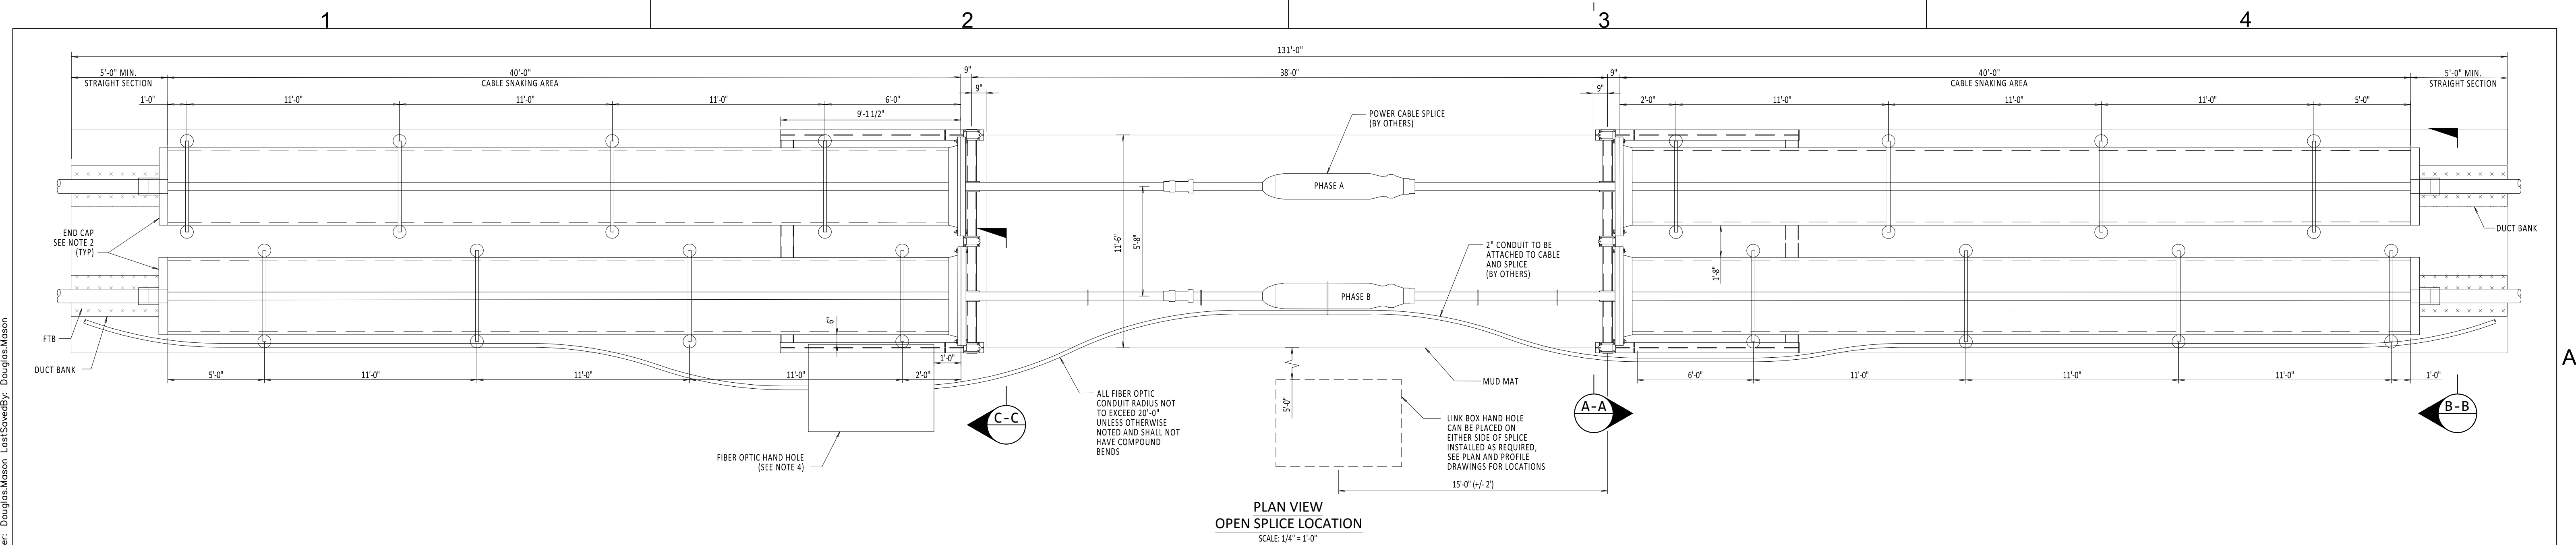 1
2
3
4
131'-0"
5'-0" MIN.
STRAIGHT SECTION
40'-0"
CABLE SNAKING AREA
9"
38'-0"
9"
40'-0"
CABLE SNAKING AREA
5'-0" MIN.
STRAIGHT SECTION
1'-0"
11'-0"
11'-0"
11'-0"
6'-0"
9"
9"
2'-0"
11'-0"
11'-0"
11'-0"
5'-0"
9'-1 1/2"
POWER CABLE SPLICE
(BY OTHERS)
PHASE A
END CAP
SEE NOTE 2
(TYP)
11'-6"
5'-8"
2" CONDUIT TO BE
ATTACHED TO CABLE
AND SPLICE
(BY OTHERS)
1'-8"
DUCT BANK
PHASE B
FTB
DUCT BANK
6"
1'-0"
5'-0"
11'-0"
11'-0"
11'-0"
2'-0"
MUD MAT
6'-0"
11'-0"
11'-0"
11'-0"
1'-0"
A
ALL FIBER OPTIC
CONDUIT RADIUS NOT
TO EXCEED 20'-0"
UNLESS OTHERWISE
NOTED AND SHALL NOT
HAVE COMPOUND
BENDS
5'-0"
C-C
A-A
B-B
LINK BOX HAND HOLE
CAN BE PLACED ON
EITHER SIDE OF SPLICE
INSTALLED AS REQUIRED,
SEE PLAN AND PROFILE
DRAWINGS FOR LOCATIONS
FIBER OPTIC HAND HOLE
(SEE NOTE 4)
15'-0" (+/- 2')
PLAN VIEW
OPEN SPLICE LOCATION
SCALE: 1/4" = 1'-0"
er: Douglas.Mason LastSavedBy: Douglas.Mason